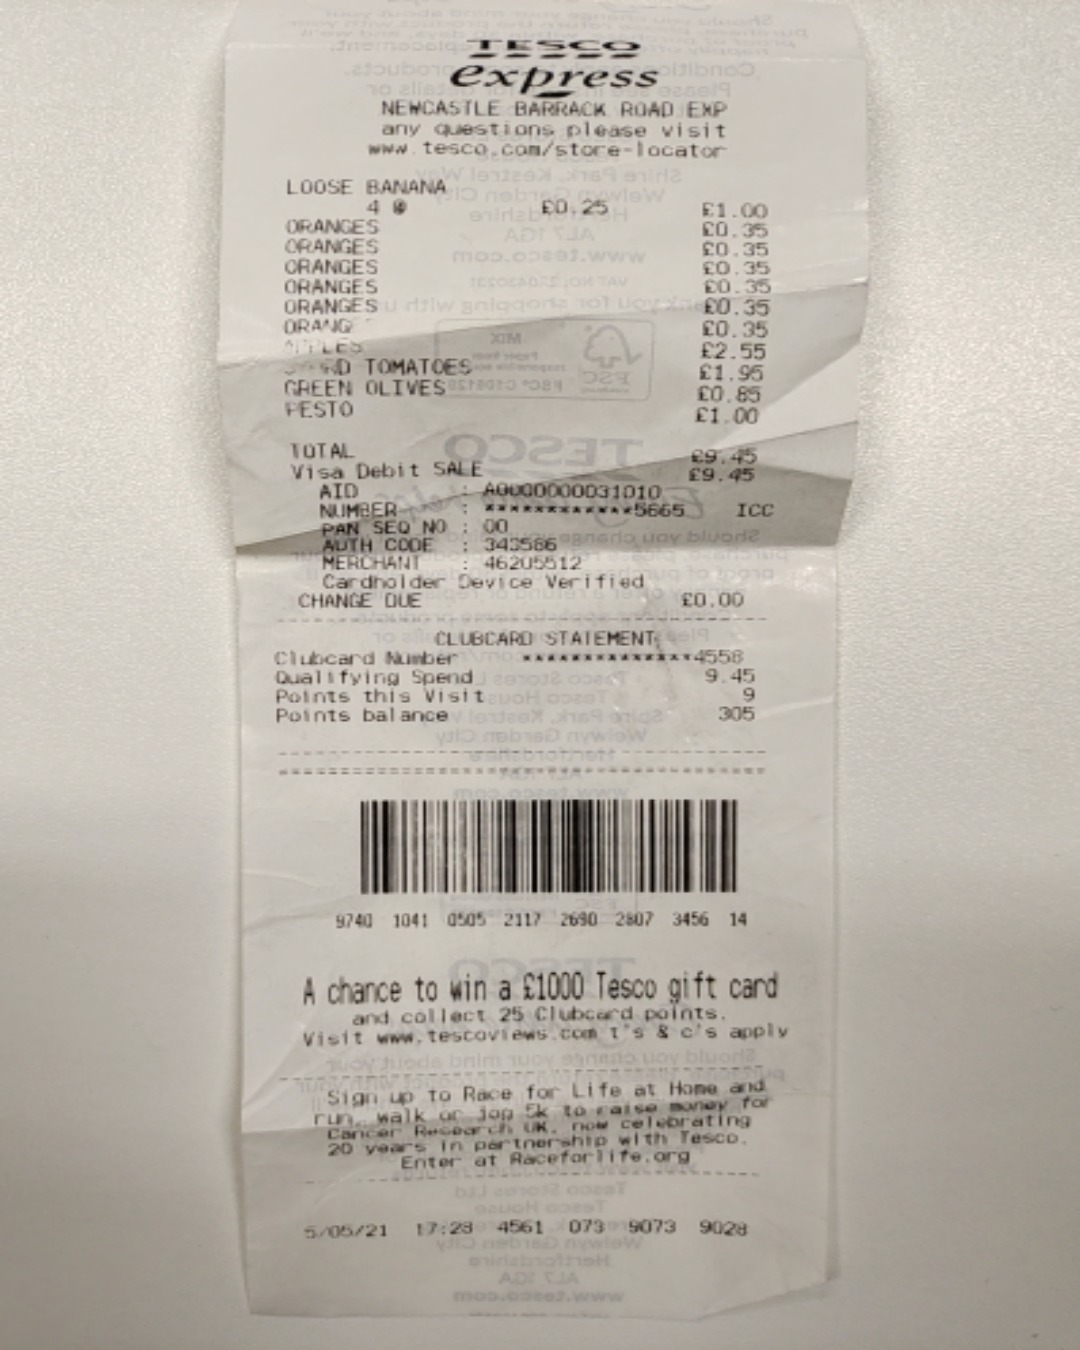 TESCO
express
NEWCASTLE BARRACK ROAD EXP
any questions please visit
www.tesco.com/store-locator
LOOSE BANANA
4 @ £0.25 £1.00
ORANGES £0.35
ORANGES £0.35
ORANGES £0.35
ORANGES £0.35
ORANGES £0.35
ORANG £0.35
APPLES £2.55
TOMATOES £1.95
GREEN OLIVES £0.85
PESTO £1.00
TOTAL £9.45
Visa Debit SALE £9.45
AID : A0000000031010
NUMBER : ************5665 ICC
PAN SEQ NO : 00
AUTH CODE : 343586
MERCHANT : 46205512
Cardholder Device Verified
CHANGE DUE £0.00
CLUBCARD STATEMENT
Clubcard Number **************4558
Qualifying Spend 9.45
Points this Visit 9
Points balance 305
9740 1041 0505 2117 2690 2807 3456 14
A chance to win a £1000 Tesco gift card
and collect 25 Clubcard points.
Visit www.tescoviews.com t's & c's apply
Sign up to Race for Life at Home and
run, walk or jog 5k to raise money for
Cancer Research UK, now celebrating
20 years in partnership with Tesco.
Enter at Raceforlife.org
5/05/21 17:28 4561 073 9073 9028